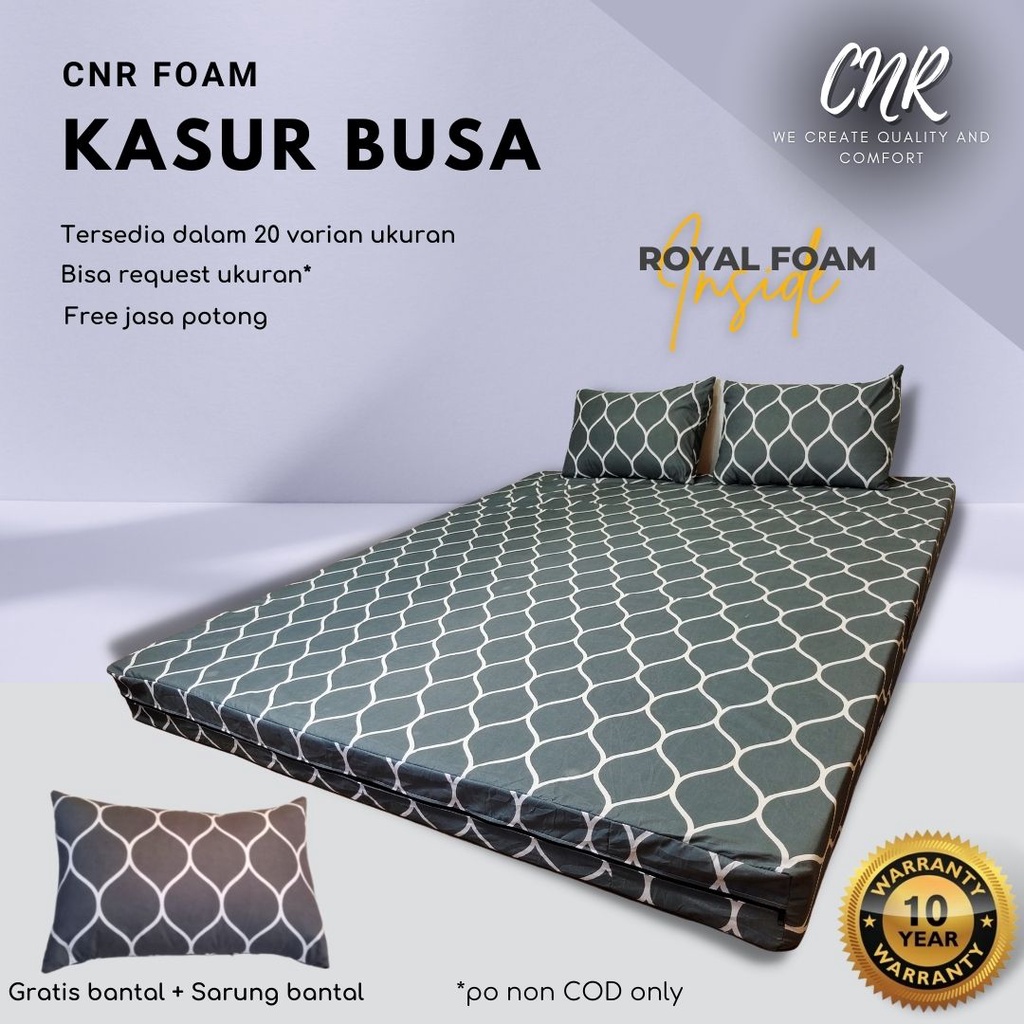 CNR FOAM
KASUR BUSA
Tersedia dalam 20 varian ukuran
Bisa request ukuran*
Free jasa potong
CNR
WE CREATE QUALITY AND
COMFORT
ROYAL FOAM
Inside
WARRANTY
10
YEAR
WARRANTY
Gratis bantal + Sarung bantal
*po non COD only